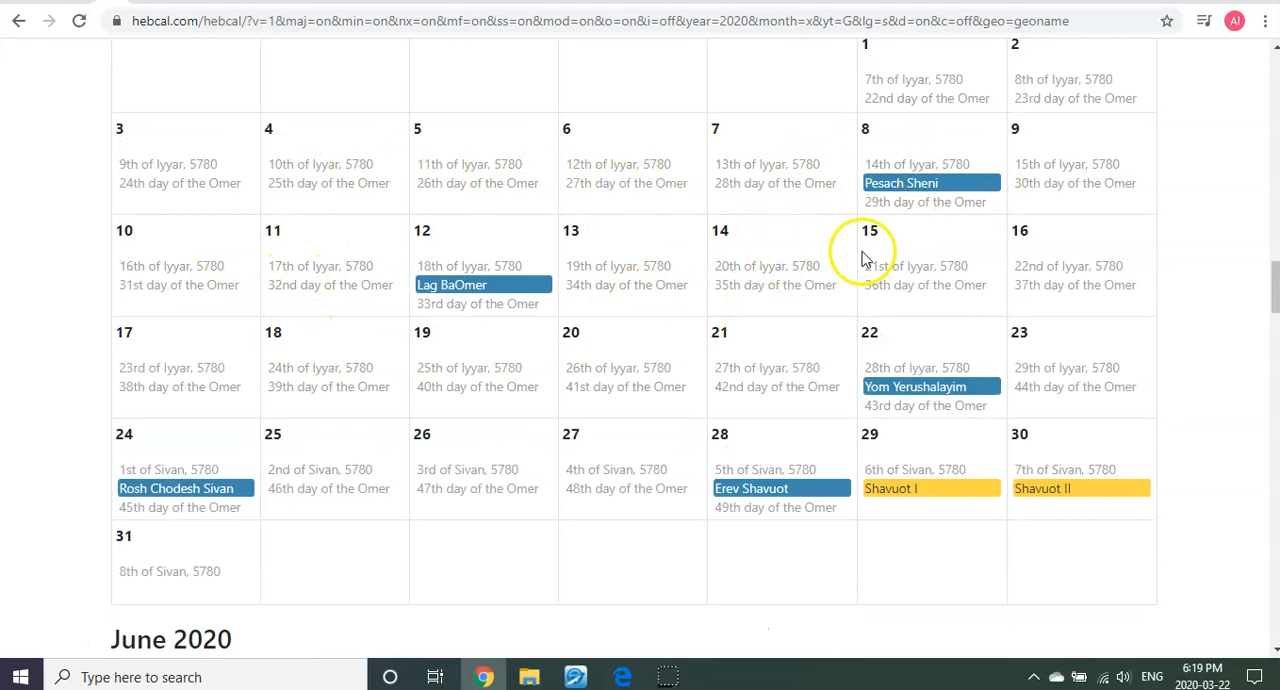 hebcal.com/hebcal/?v=1&maj=on&min=on&nx=on&mf=on&ss=on&mod=on&o=on&i=off&year=2020&month=x&yt=G&lg=s&d=on&c=off&geo=geoname
AI
1
7th of Iyyar, 5780
22nd day of the Omer
2
8th of Iyyar, 5780
23rd day of the Omer
3
9th of Iyyar, 5780
24th day of the Omer
4
10th of Iyyar, 5780
25th day of the Omer
5
11th of Iyyar, 5780
26th day of the Omer
6
12th of Iyyar, 5780
27th day of the Omer
7
13th of Iyyar, 5780
28th day of the Omer
8
14th of Iyyar, 5780
Pesach Sheni
29th day of the Omer
9
15th of Iyyar, 5780
30th day of the Omer
10
16th of Iyyar, 5780
31st day of the Omer
11
17th of Iyyar, 5780
32nd day of the Omer
12
18th of Iyyar, 5780
Lag BaOmer
33rd day of the Omer
13
19th of Iyyar, 5780
34th day of the Omer
14
20th of Iyyar, 5780
35th day of the Omer
15
21st of Iyyar, 5780
36th day of the Omer
16
22nd of Iyyar, 5780
37th day of the Omer
17
23rd of Iyyar, 5780
38th day of the Omer
18
24th of Iyyar, 5780
39th day of the Omer
19
25th of Iyyar, 5780
40th day of the Omer
20
26th of Iyyar, 5780
41st day of the Omer
21
27th of Iyyar, 5780
42nd day of the Omer
22
28th of Iyyar, 5780
Yom Yerushalayim
43rd day of the Omer
23
29th of Iyyar, 5780
44th day of the Omer
24
1st of Sivan, 5780
Rosh Chodesh Sivan
45th day of the Omer
25
2nd of Sivan, 5780
46th day of the Omer
26
3rd of Sivan, 5780
47th day of the Omer
27
4th of Sivan, 5780
48th day of the Omer
28
5th of Sivan, 5780
Erev Shavuot
49th day of the Omer
29
6th of Sivan, 5780
Shavuot I
30
7th of Sivan, 5780
Shavuot II
31
8th of Sivan, 5780
June 2020
Type here to search
ENG
6:19 PM
2020-03-22